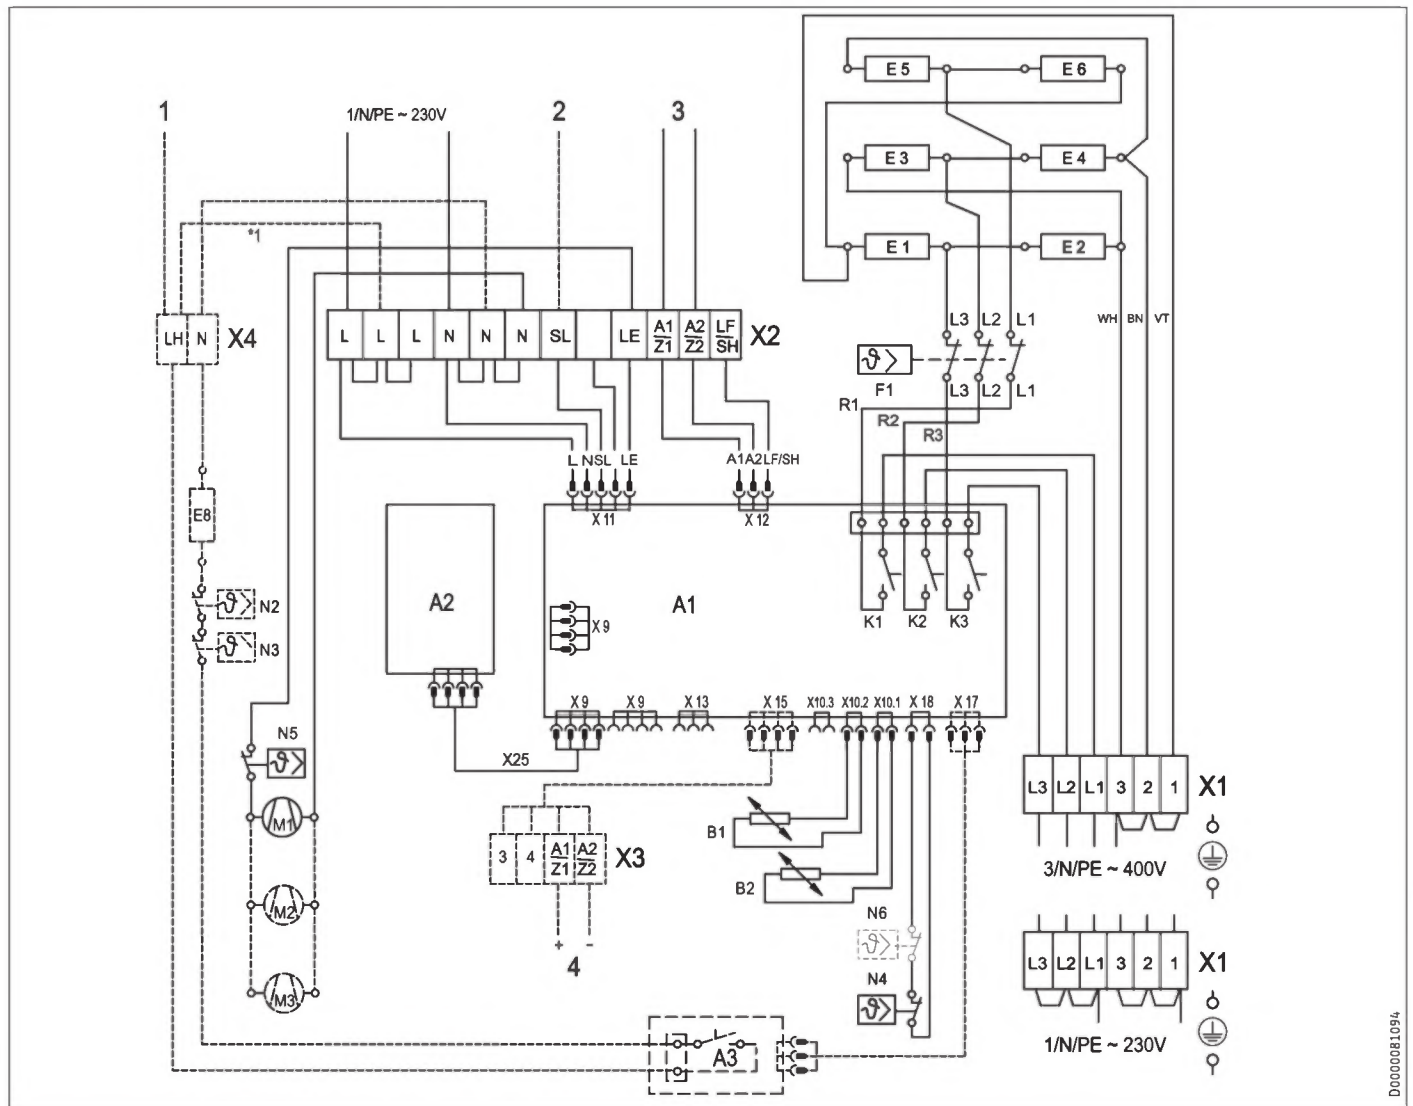 E 5 E 6
1 1/N/PE ~ 230V 2 3
E 3 E 4
*1
E 1 E 2
LH N X4
L L L N N N SL LE A1/Z1 A2/Z2 LF/SH X2
L3 L2 L1
WH BN VT
ϑ>
F1
L3 L2 L1
R1
R2
R3
L N SL LE A1 A2 LF/SH
X 11 X 12
E8
A2
A1
ϑ> N2
ϑ> N3
X 9
K1 K2 K3
X 9 X 9 X 13 X 15 X10.3 X10.2 X10.1 X 18 X 17
N5
ϑ>
X25
L3 L2 L1 3 2 1 X1
M1
B1
3 4 A1/Z1 A2/Z2 X3
3/N/PE ~ 400V
B2
M2
N6
ϑ>
+ -
4
L3 L2 L1 3 2 1 X1
N4
ϑ>
M3
1/N/PE ~ 230V
A3
D0000081094